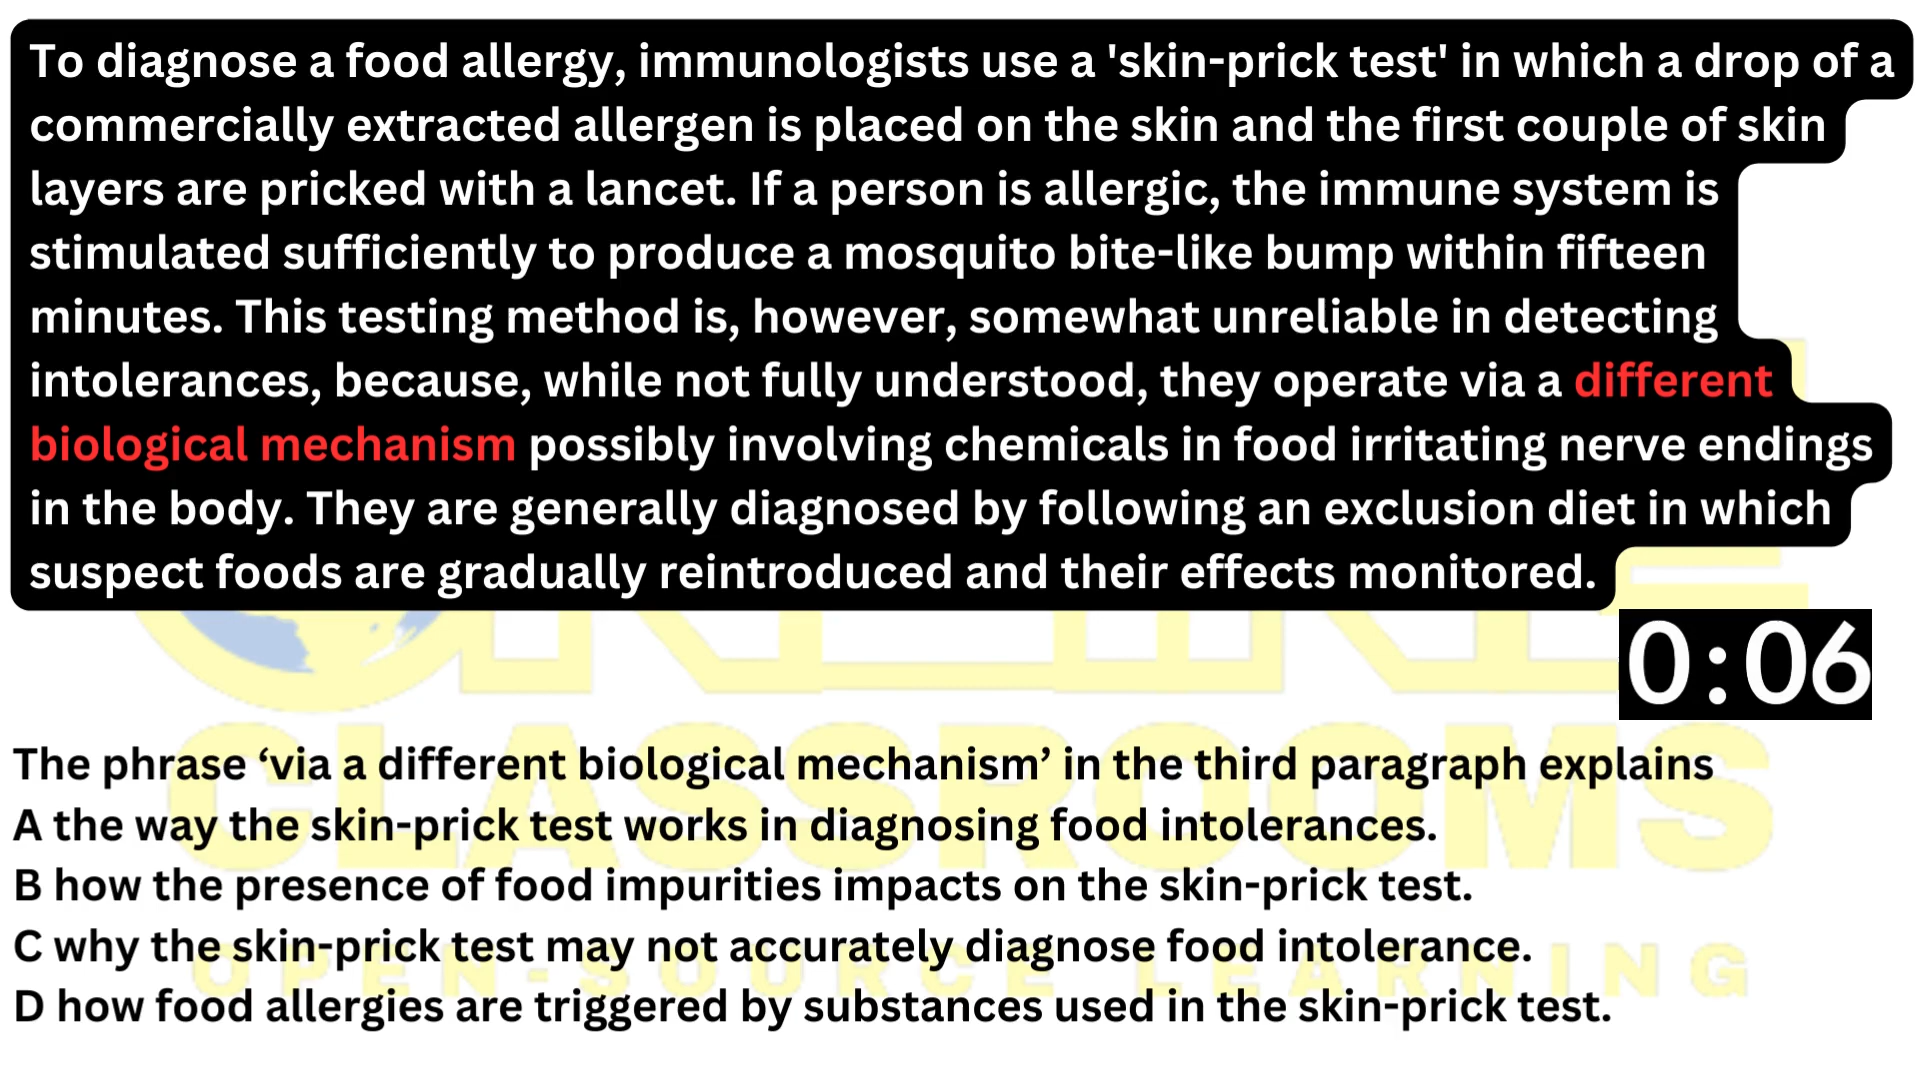 To diagnose a food allergy, immunologists use a 'skin-prick test' in which a drop of a
commercially extracted allergen is placed on the skin and the first couple of skin
layers are pricked with a lancet. If a person is allergic, the immune system is
stimulated sufficiently to produce a mosquito bite-like bump within fifteen
minutes. This testing method is, however, somewhat unreliable in detecting
intolerances, because, while not fully understood, they operate via a different
biological mechanism possibly involving chemicals in food irritating nerve endings
in the body. They are generally diagnosed by following an exclusion diet in which
suspect foods are gradually reintroduced and their effects monitored.
0:06
The phrase ‘via a different biological mechanism’ in the third paragraph explains
A the way the skin-prick test works in diagnosing food intolerances.
B how the presence of food impurities impacts on the skin-prick test.
C why the skin-prick test may not accurately diagnose food intolerance.
D how food allergies are triggered by substances used in the skin-prick test.
CLASSROOMS
OPEN-SOURCE LEARNING